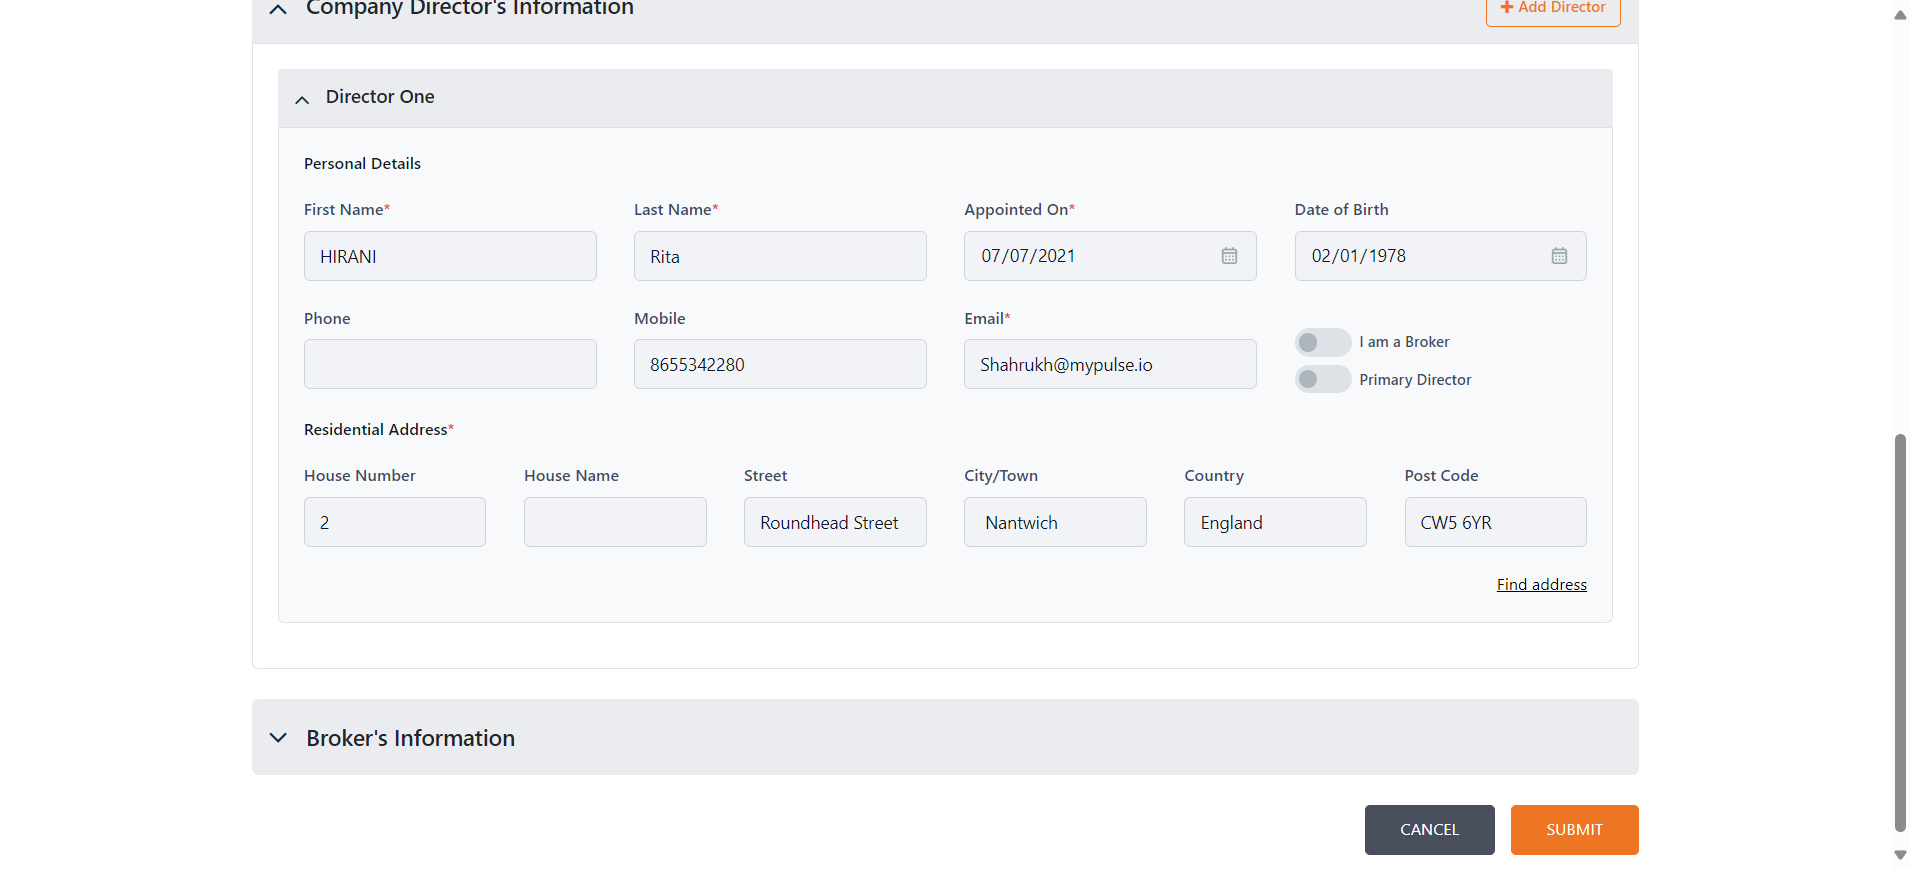 Company Director's Information
+ Add Director
Director One
Personal Details
First Name* Last Name* Appointed On* Date of Birth
HIRANI Rita 07/07/2021 02/01/1978
Phone Mobile Email*
I am a Broker
8655342280 Shahrukh@mypulse.io
Primary Director
Residential Address*
House Number House Name Street City/Town Country Post Code
2 Roundhead Street Nantwich England CW5 6YR
Find address
Broker's Information
CANCEL SUBMIT